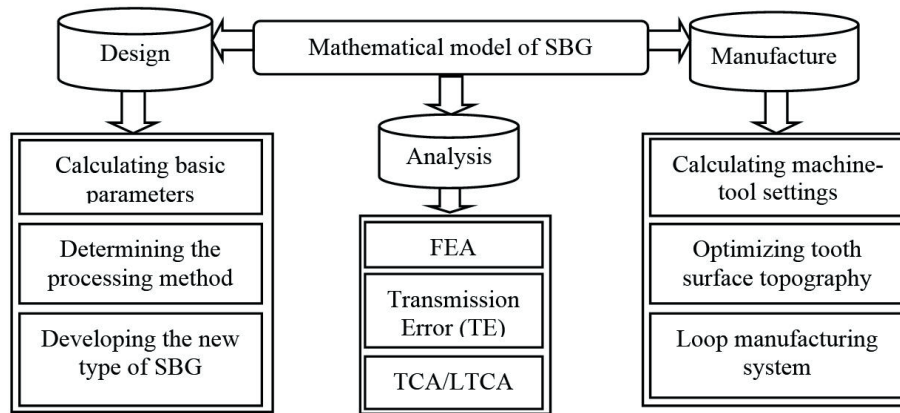 Mathematical model of SBG
Design
Calculating basic
parameters
Determining the
processing method
Developing the new
type of SBG
Analysis
FEA
Transmission
Error (TE)
TCA/LTCA
Manufacture
Calculating machine-
tool settings
Optimizing tooth
surface topography
Loop manufacturing
system